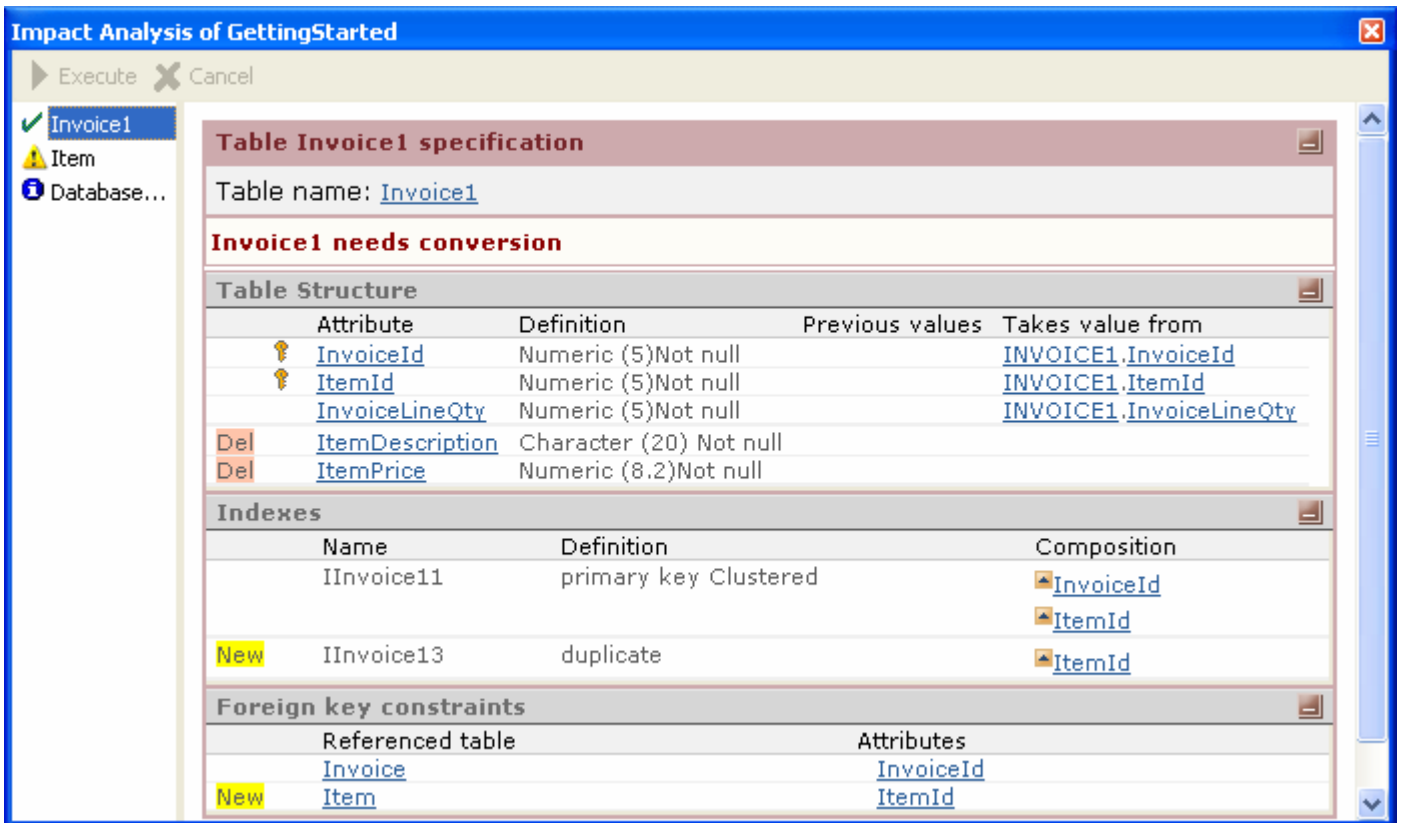 Impact Analysis of GettingStarted
Execute Cancel
Invoice1
Item
Database...
Table Invoice1 specification
Table name: Invoice1
Invoice1 needs conversion
Table Structure
Attribute Definition Previous values Takes value from
InvoiceId Numeric (5)Not null INVOICE1.InvoiceId
ItemId Numeric (5)Not null INVOICE1.ItemId
InvoiceLineQty Numeric (5)Not null INVOICE1.InvoiceLineQty
Del ItemDescription Character (20) Not null
Del ItemPrice Numeric (8.2)Not null
Indexes
Name Definition Composition
IInvoice11 primary key Clustered InvoiceId
ItemId
New IInvoice13 duplicate ItemId
Foreign key constraints
Referenced table Attributes
Invoice InvoiceId
New Item ItemId